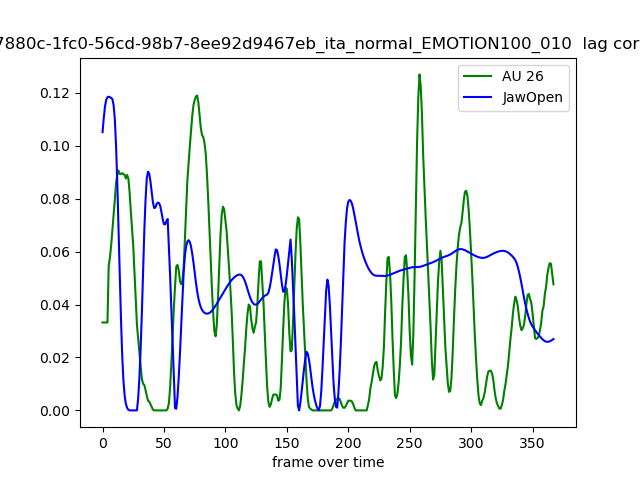 7880c-1fc0-56cd-98b7-8ee92d9467eb_ita_normal_EMOTION100_010 lag cor
AU 26
JawOpen
0.12
0.10
0.08
0.06
0.04
0.02
0.00
0 50 100 150 200 250 300 350
frame over time